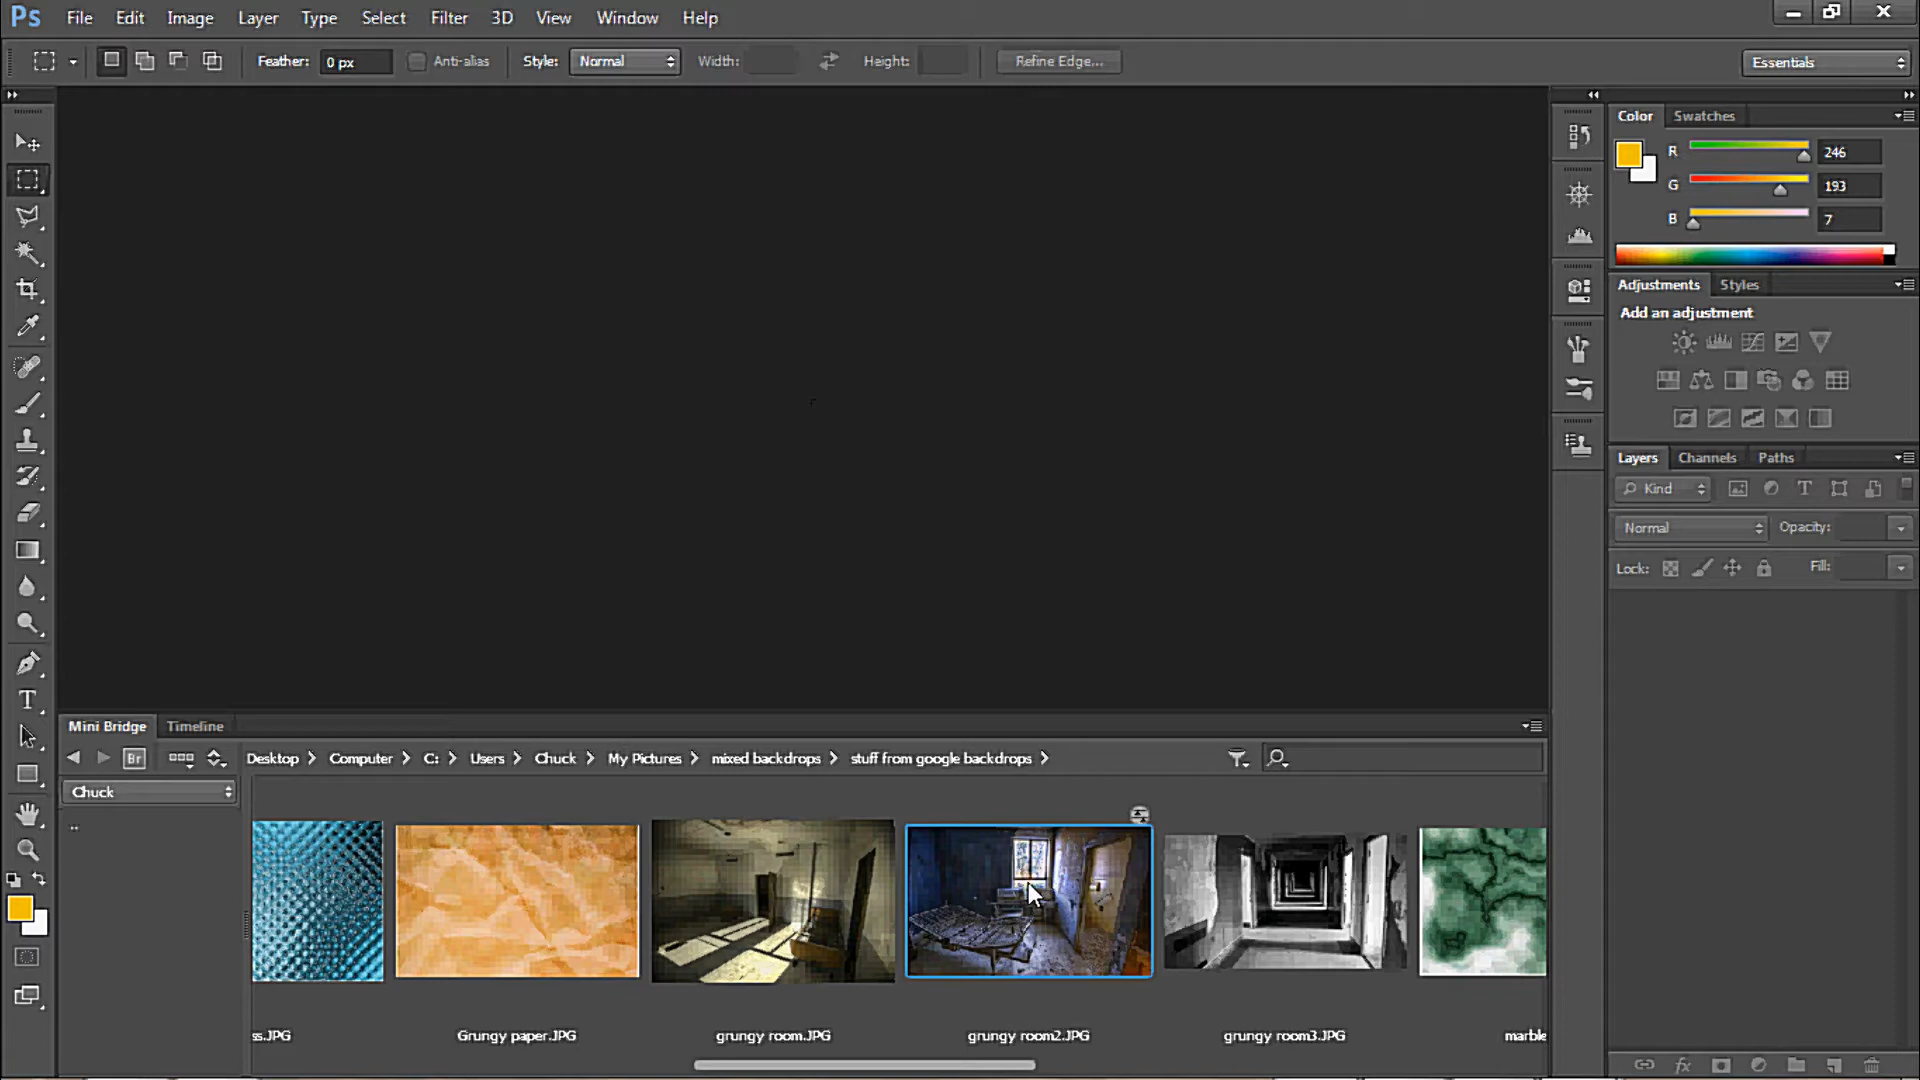 Ps File Edit Image Layer Type Select Filter 3D View Window Help
Feather: 0 px Anti-alias Style: Normal Width: Height: Refine Edge... Essentials
Color Swatches
R 246
G 193
B 7
Adjustments Styles
Add an adjustment
Layers Channels Paths
Kind
Normal Opacity:
Lock: Fill:
Mini Bridge Timeline
Br Desktop Computer C: Users Chuck My Pictures mixed backdrops stuff from google backdrops
Chuck
..
ss.JPG Grungy paper.JPG grungy room.JPG grungy room2.JPG grungy room3.JPG marble